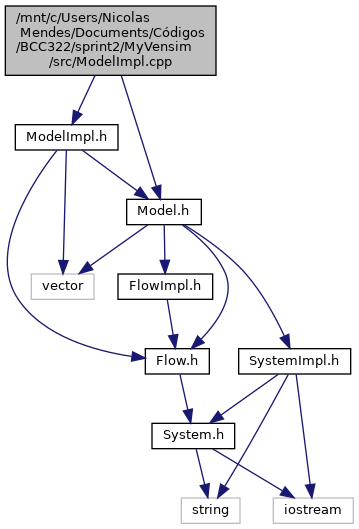 /mnt/c/Users/Nicolas
Mendes/Documents/Códigos
/BCC322/sprint2/MyVensim
/src/ModelImpl.cpp
ModelImpl.h
Model.h
vector
FlowImpl.h
Flow.h
SystemImpl.h
System.h
string
iostream